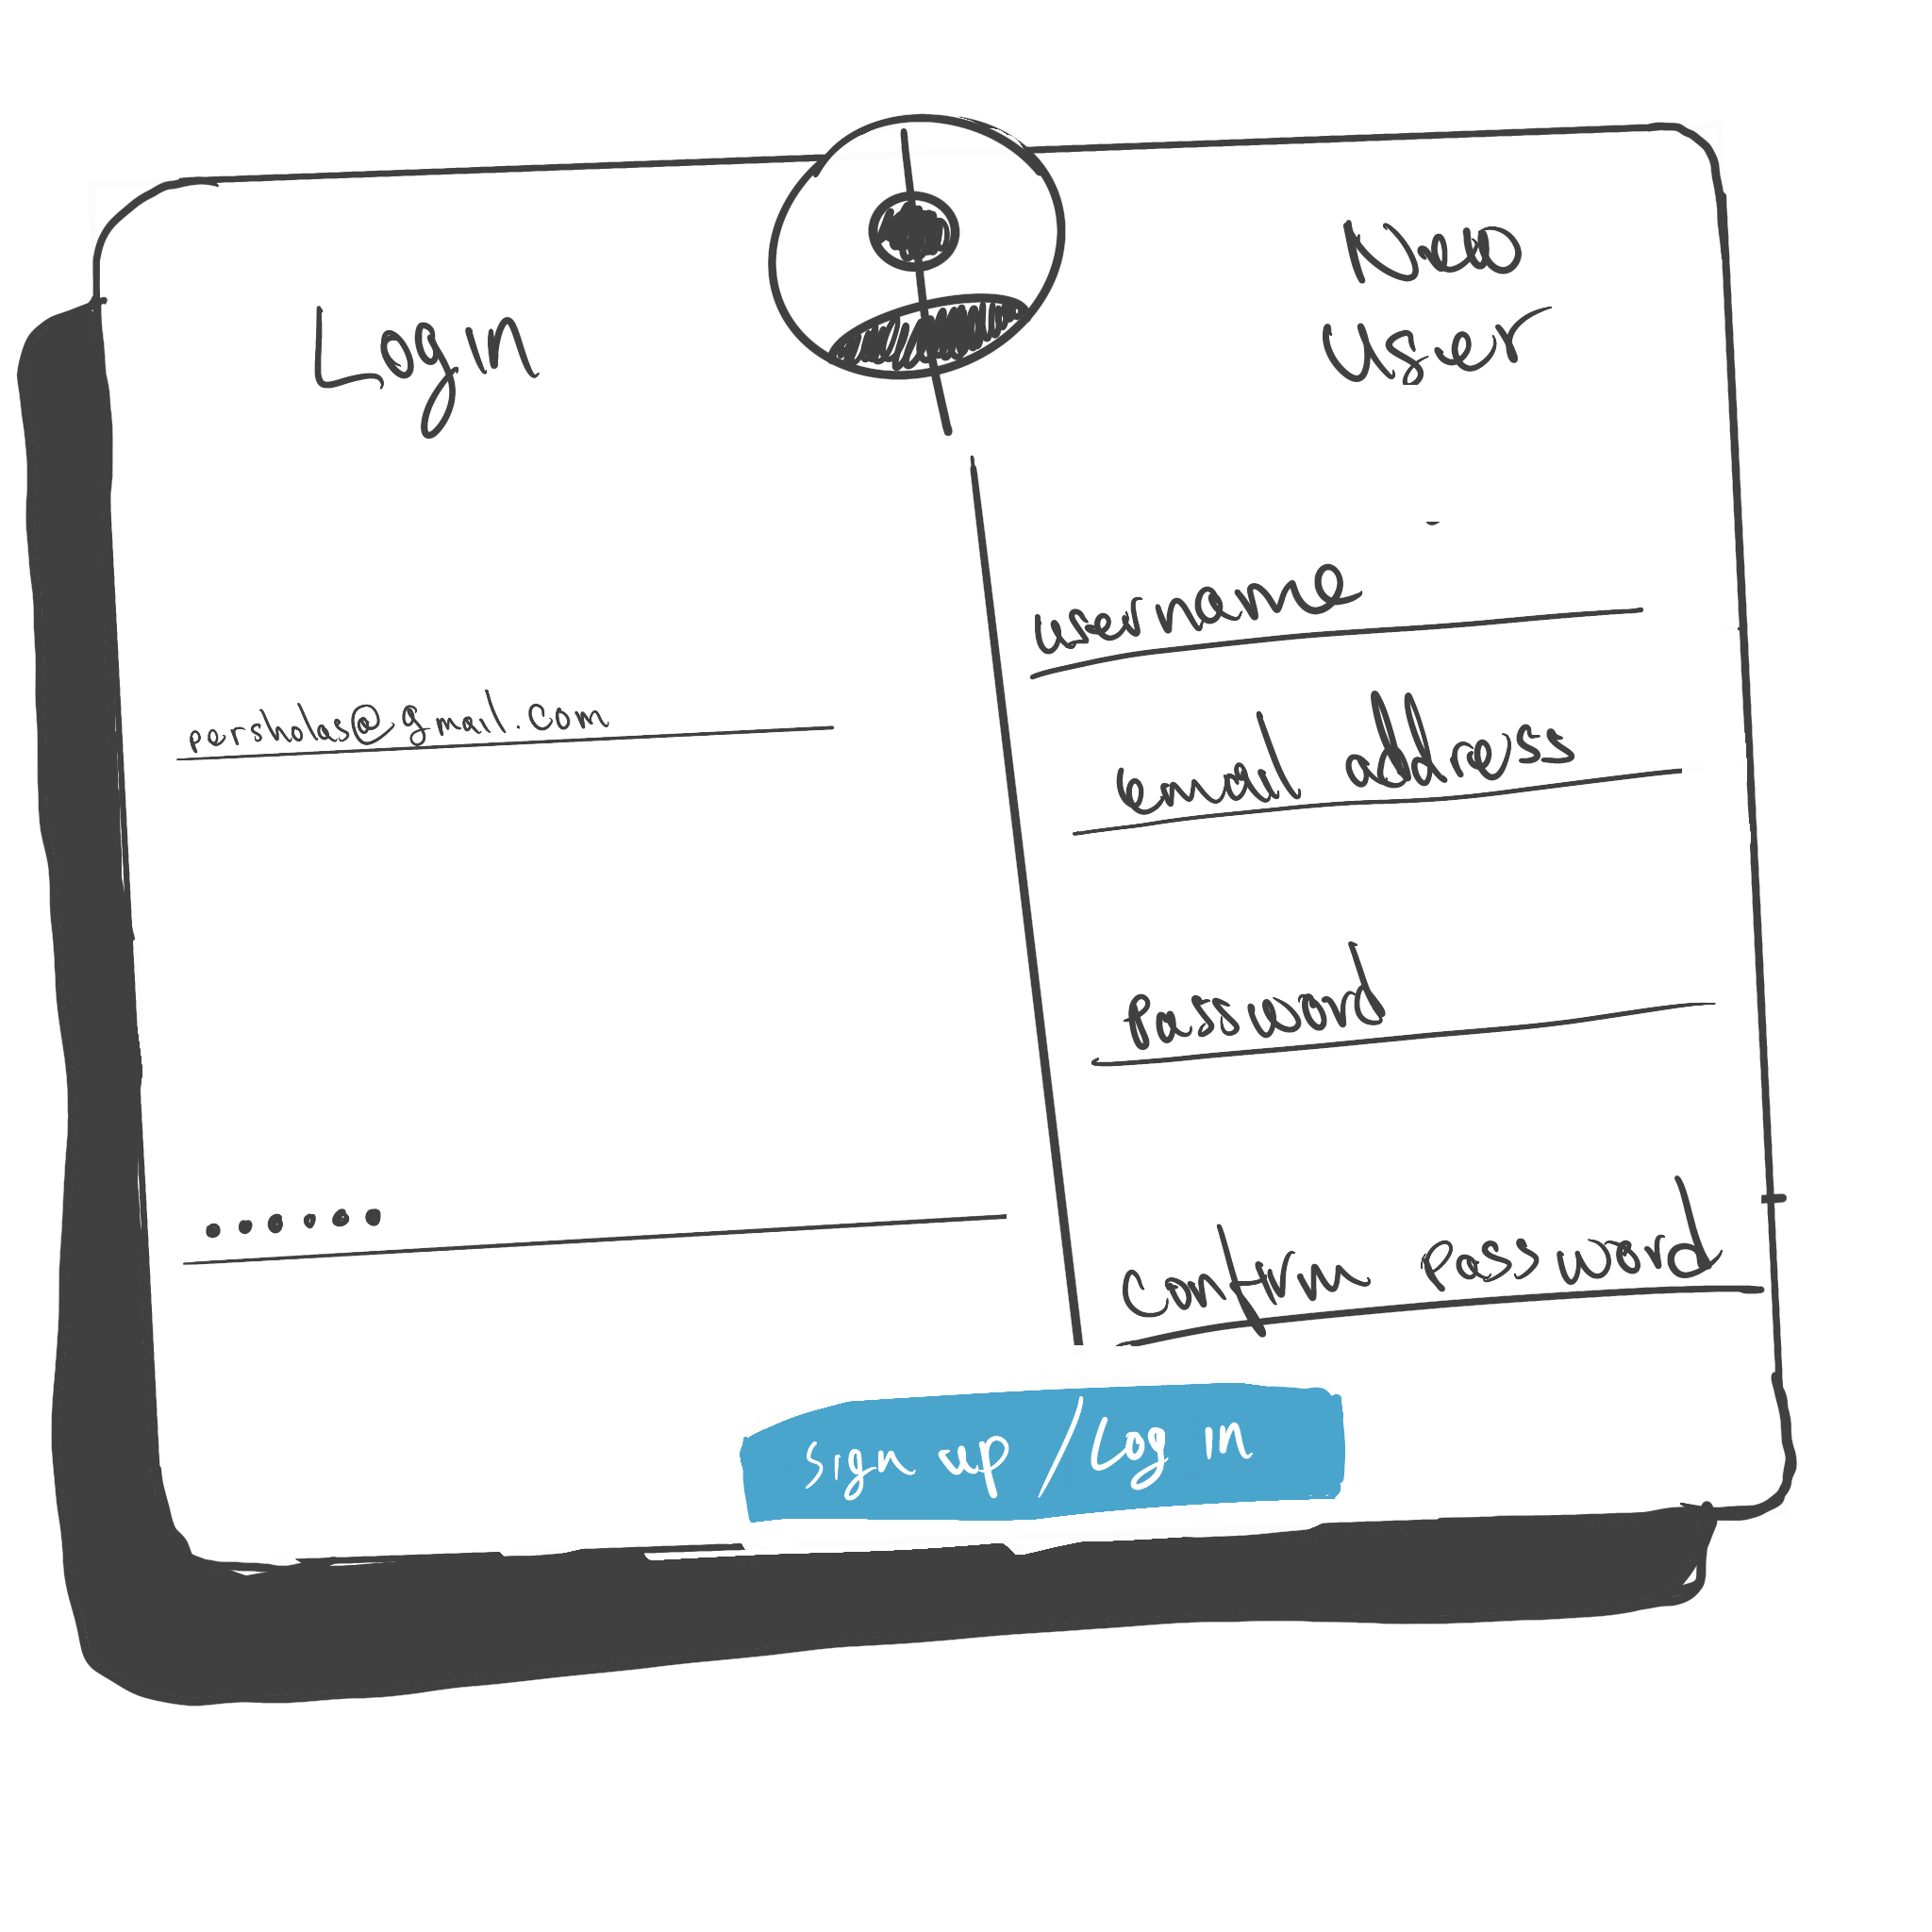 Login
persholas@gmail.com
••••••
New
User
username
email address
Password
Confirm Password
Sign up / Log in